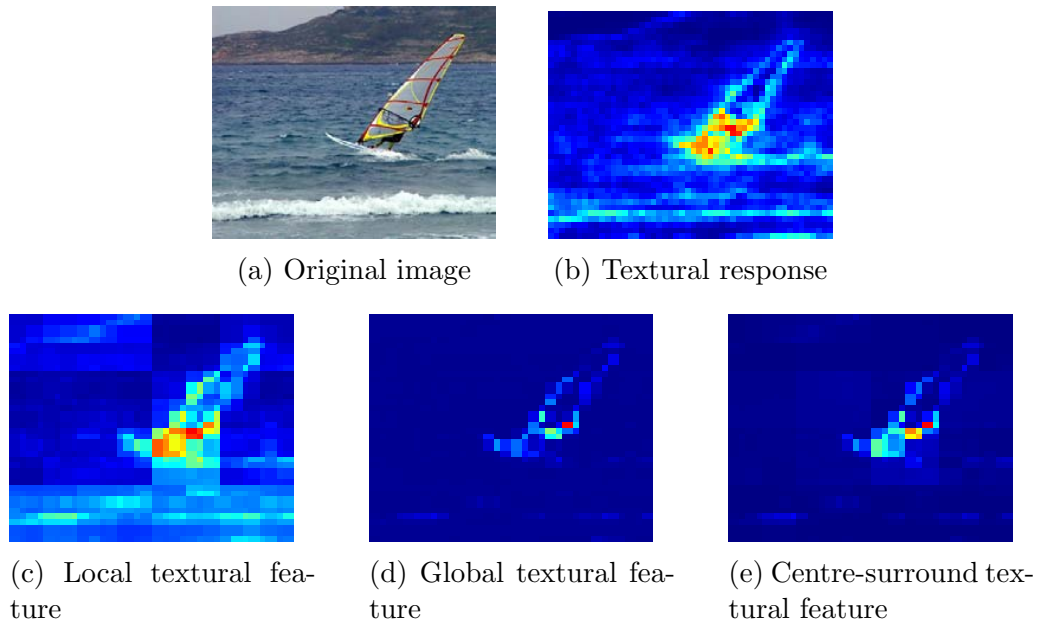 (a) Original image
(b) Textural response
(c) Local textural fea-
ture
(d) Global textural fea-
ture
(e) Centre-surround tex-
tural feature